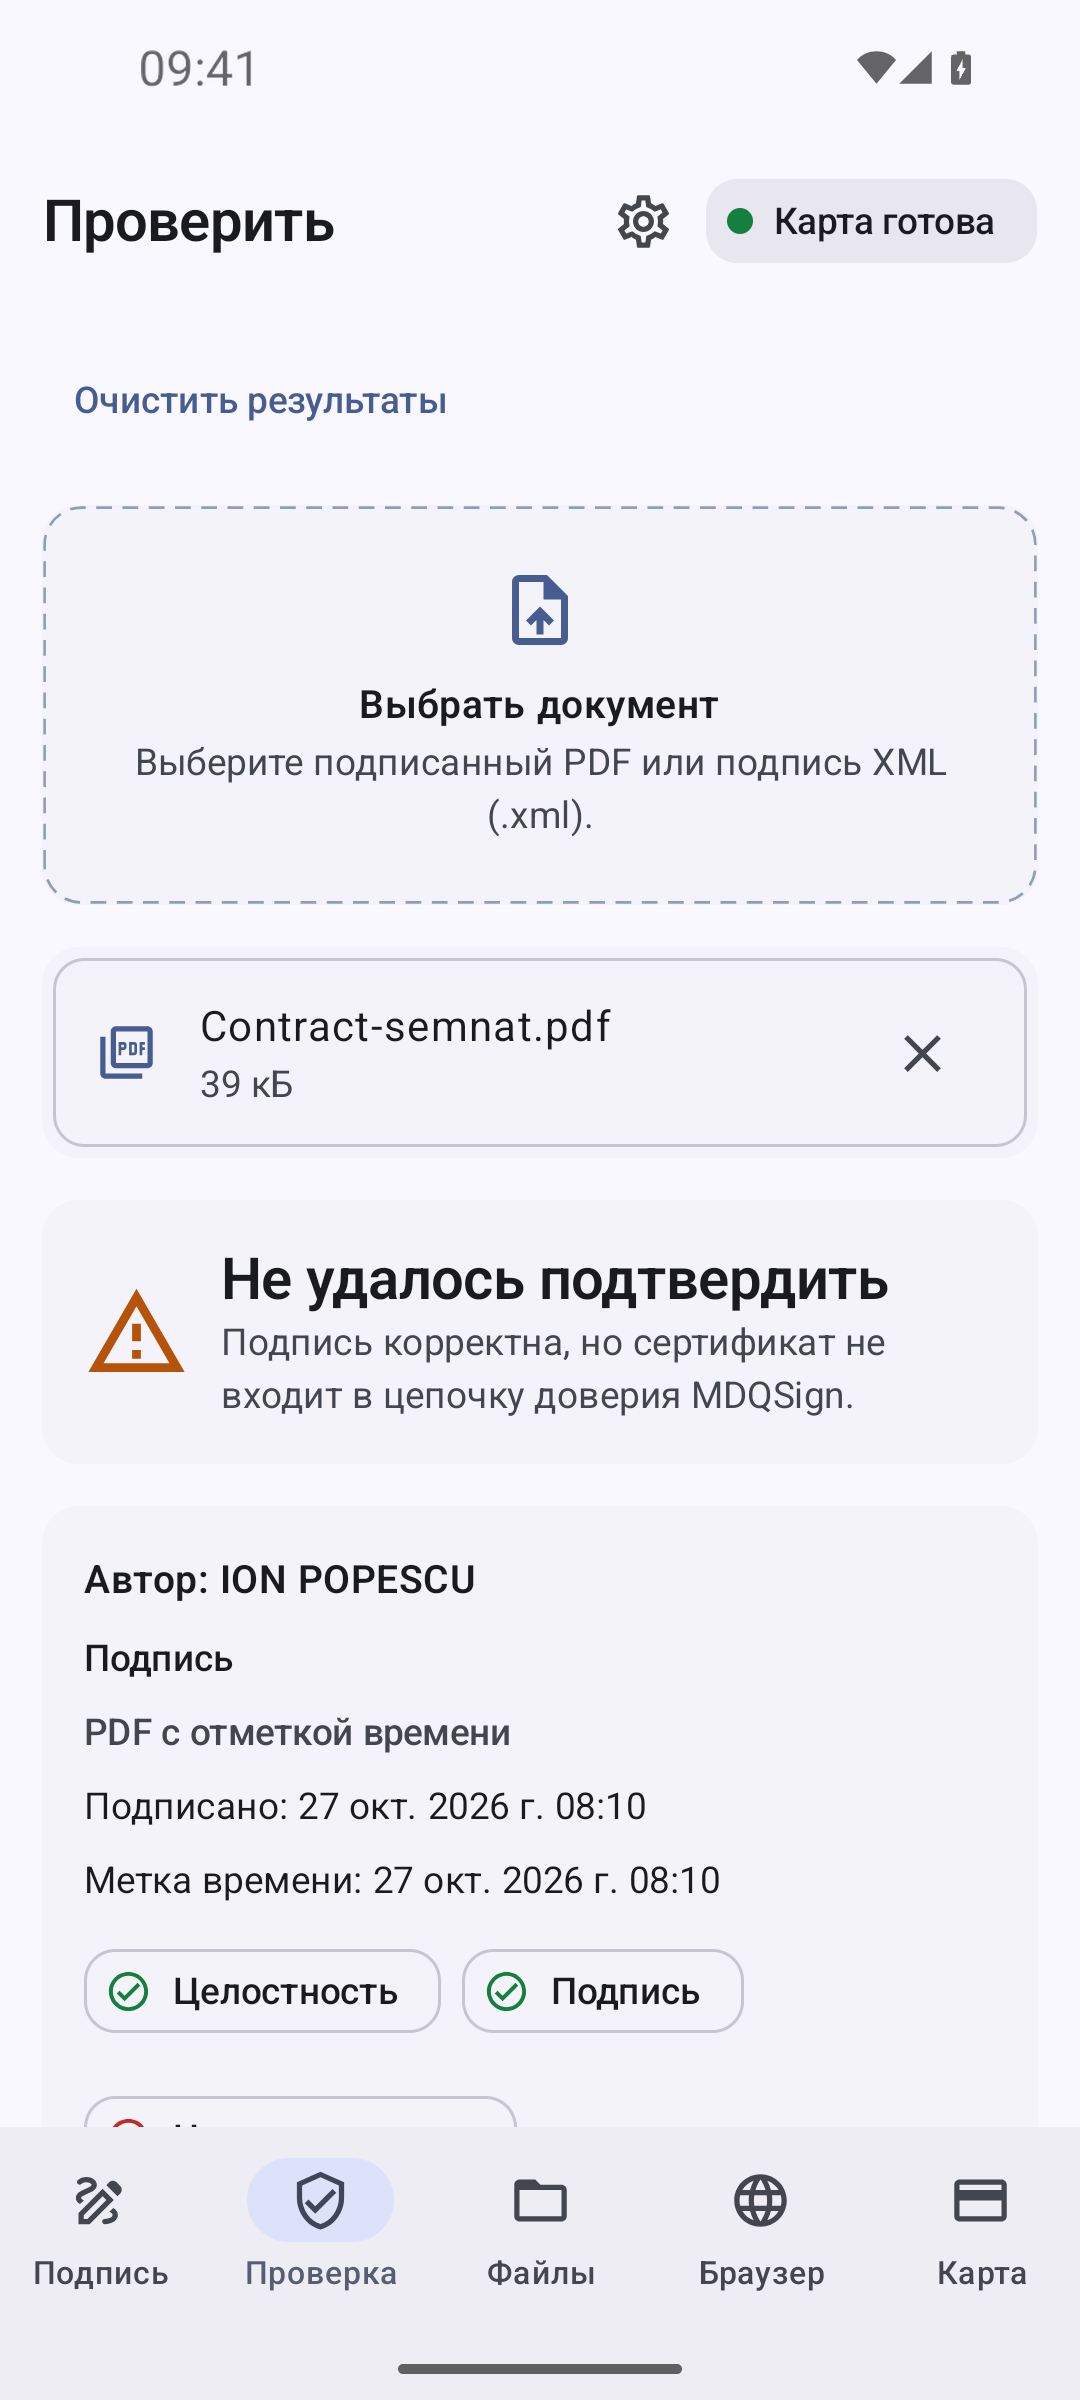 09:41
Проверить
Карта готова
Очистить результаты
Выбрать документ
Выберите подписанный PDF или подпись XML
(.xml).
PDF
Contract-semnat.pdf
39 кБ
Не удалось подтвердить
Подпись корректна, но сертификат не
входит в цепочку доверия MDQSign.
Автор: ION POPESCU
Подпись
PDF с отметкой времени
Подписано: 27 окт. 2026 г. 08:10
Метка времени: 27 окт. 2026 г. 08:10
Целостность
Подпись
Подпись
Проверка
Файлы
Браузер
Карта